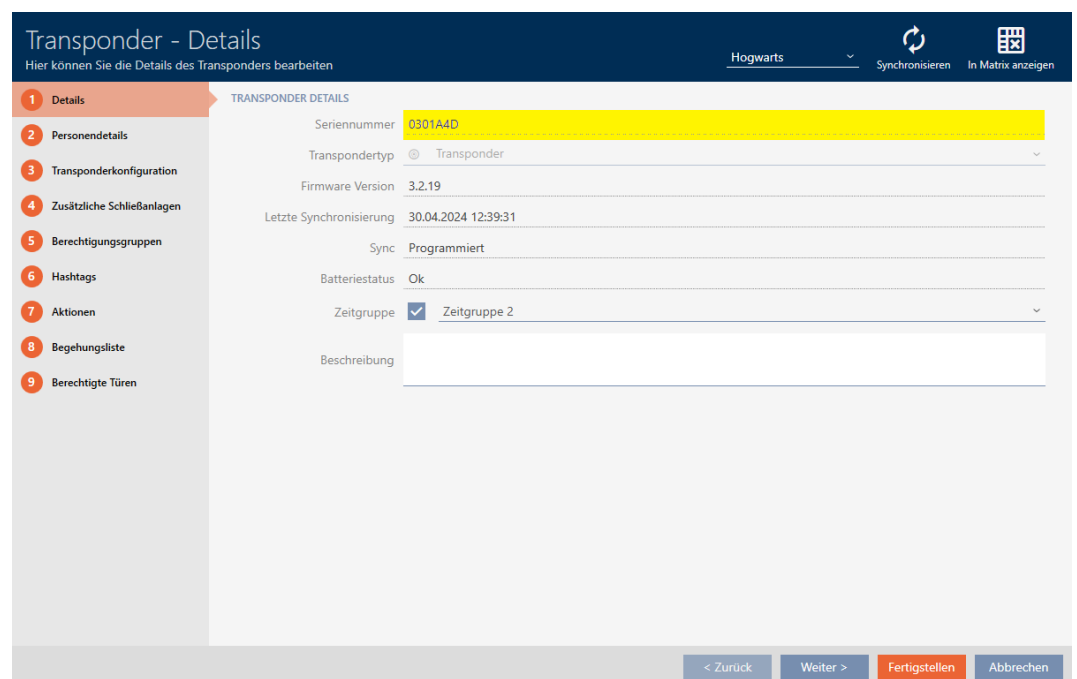 Transponder - Details
Hier können Sie die Details des Transponders bearbeiten
Hogwarts
Synchronisieren
In Matrix anzeigen
1 Details
2 Personendetails
3 Transponderkonfiguration
4 Zusätzliche Schließanlagen
5 Berechtigungsgruppen
6 Hashtags
7 Aktionen
8 Begehungsliste
9 Berechtigte Türen
TRANSPONDER DETAILS
Seriennummer 0301A4D
Transpondertyp Transponder
Firmware Version 3.2.19
Letzte Synchronisierung 30.04.2024 12:39:31
Sync Programmiert
Batteriestatus Ok
Zeitgruppe Zeitgruppe 2
Beschreibung
< Zurück
Weiter >
Fertigstellen
Abbrechen